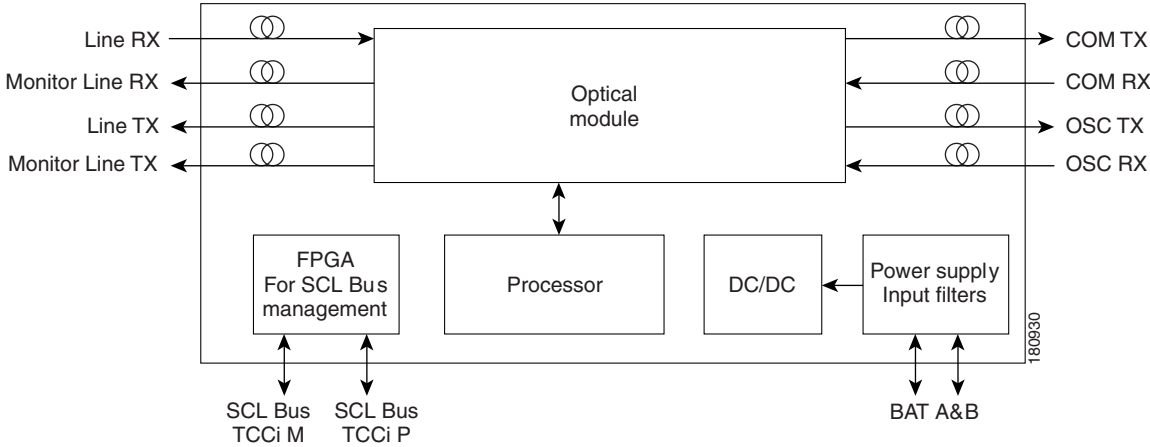 Line RX
Monitor Line RX
Line TX
Monitor Line TX
Optical
module
COM TX
COM RX
OSC TX
OSC RX
FPGA
For SCL Bus
management
Processor
DC/DC
Power supply
Input filters
180930
SCL Bus
TCCi M
SCL Bus
TCCi P
BAT A&B